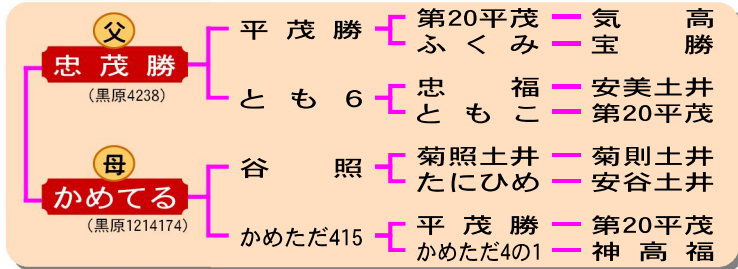 父
忠茂勝
(黒原4238)
平茂勝
第20平茂 気高
ふくみ 宝勝
とも6
忠福 安美土井
ともこ 第20平茂
母
かめてる
(黒原1214174)
谷照
菊照土井 菊則土井
たにひめ 安谷土井
かめただ415
平茂勝 第20平茂
かめただ4の1 神高福